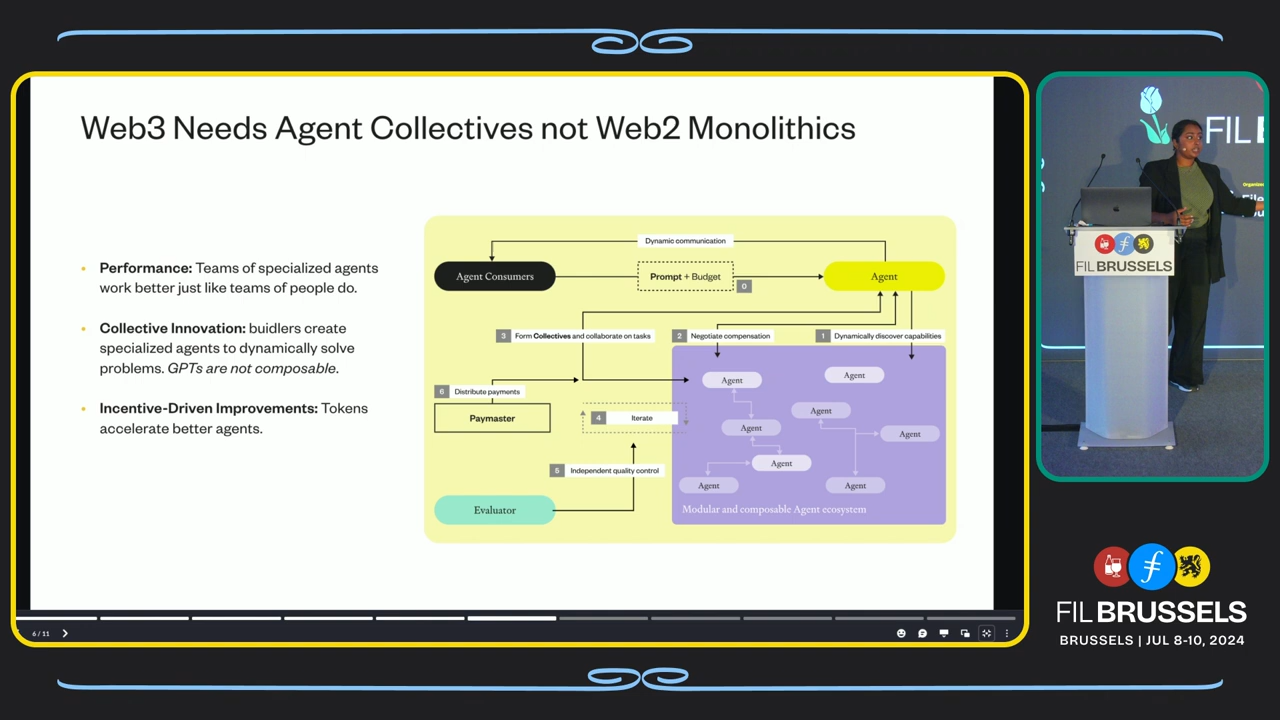 Web3 Needs Agent Collectives not Web2 Monolithics
Performance: Teams of specialized agents
work better just like teams of people do.
Collective Innovation: buidlers create
specialized agents to dynamically solve
problems. GPTs are not composable.
Incentive-Driven Improvements: Tokens
accelerate better agents.
Dynamic communication
Agent Consumers
Prompt + Budget
0
Agent
3 Form Collectives and collaborate on tasks
2 Negotiate compensation
1 Dynamically discover capabilities
6 Distribute payments
Paymaster
4 Iterate
5 Independent quality control
Evaluator
Agent
Agent
Agent
Agent
Agent
Agent
Agent
Agent
Modular and composable Agent ecosystem
6 / 11
FIL B
FIL BRUSSELS
FIL BRUSSELS
BRUSSELS | JUL 8-10, 2024